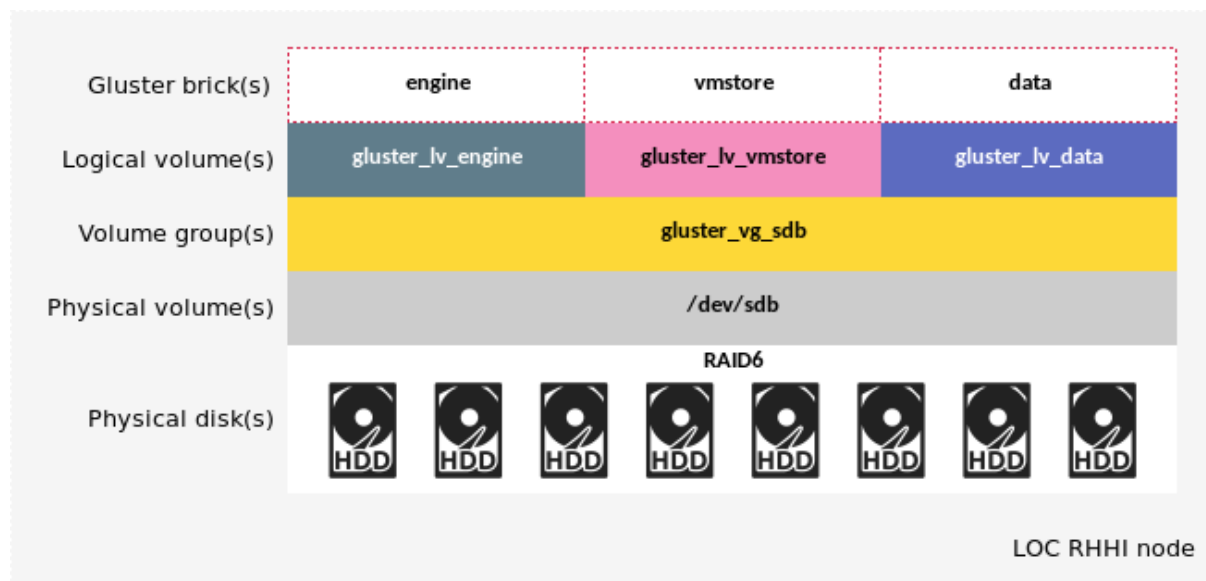 Gluster brick(s) engine vmstore data
Logical volume(s) gluster_lv_engine gluster_lv_vmstore gluster_lv_data
Volume group(s) gluster_vg_sdb
Physical volume(s) /dev/sdb
RAID6
Physical disk(s)
HDD HDD HDD HDD HDD HDD HDD HDD
LOC RHHI node